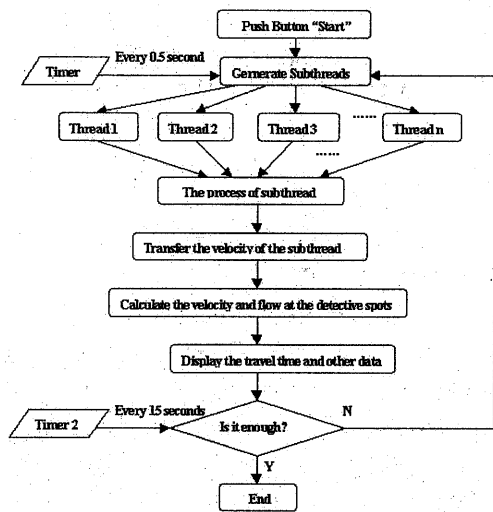 Push Button “Start”
Every 0.5 second
Timer
Gernerate Subthreads
Thread 1
Thread 2
Thread 3
......
Thread n
......
The process of subthread
Transfer the velocity of the subthread
Calculate the velocity and flow at the detective spots
Display the travel time and other data
Every 15 seconds
N
Timer 2
Is it enough?
Y
End